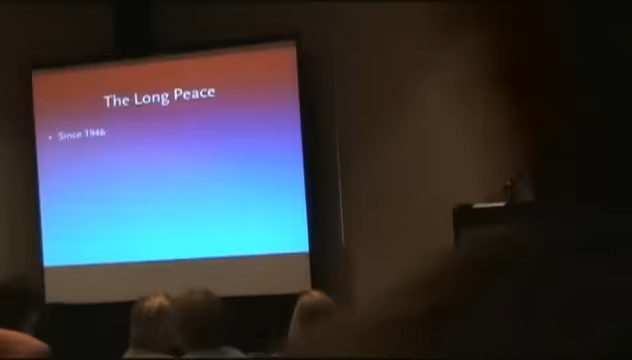 The Long Peace
• Since 1946